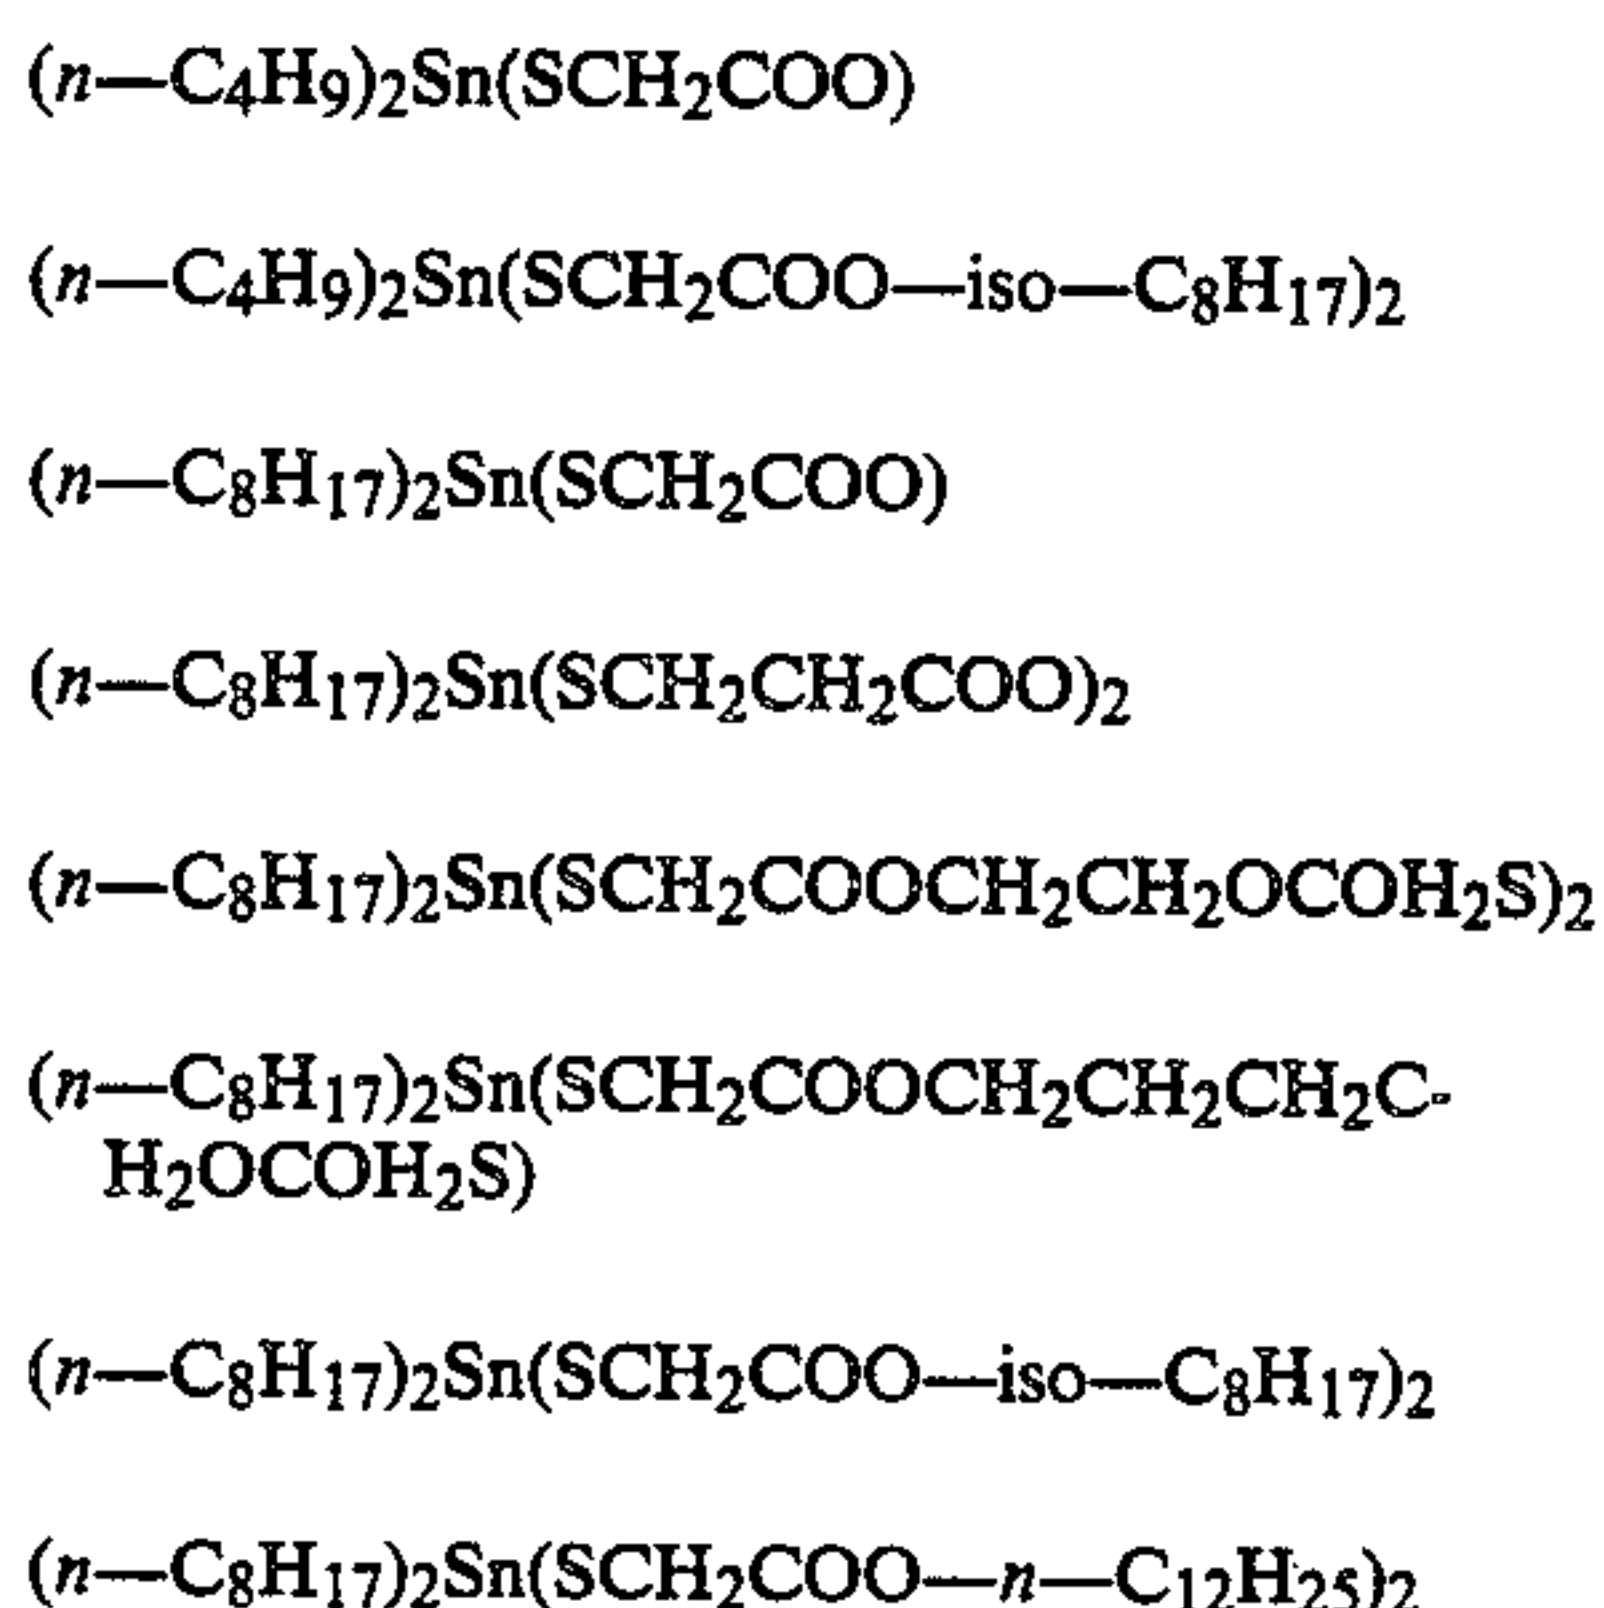 (n—C₄H₉)₂Sn(SCH₂COO)
(n—C₄H₉)₂Sn(SCH₂COO—iso—C₈H₁₇)₂
(n—C₈H₁₇)₂Sn(SCH₂COO)
(n—C₈H₁₇)₂Sn(SCH₂CH₂COO)₂
(n—C₈H₁₇)₂Sn(SCH₂COOCH₂CH₂OCOH₂S)₂
(n—C₈H₁₇)₂Sn(SCH₂COOCH₂CH₂CH₂C-
H₂OCOH₂S)
(n—C₈H₁₇)₂Sn(SCH₂COO—iso—C₈H₁₇)₂
(n—C₈H₁₇)₂Sn(SCH₂COO—n—C₁₂H₂₅)₂